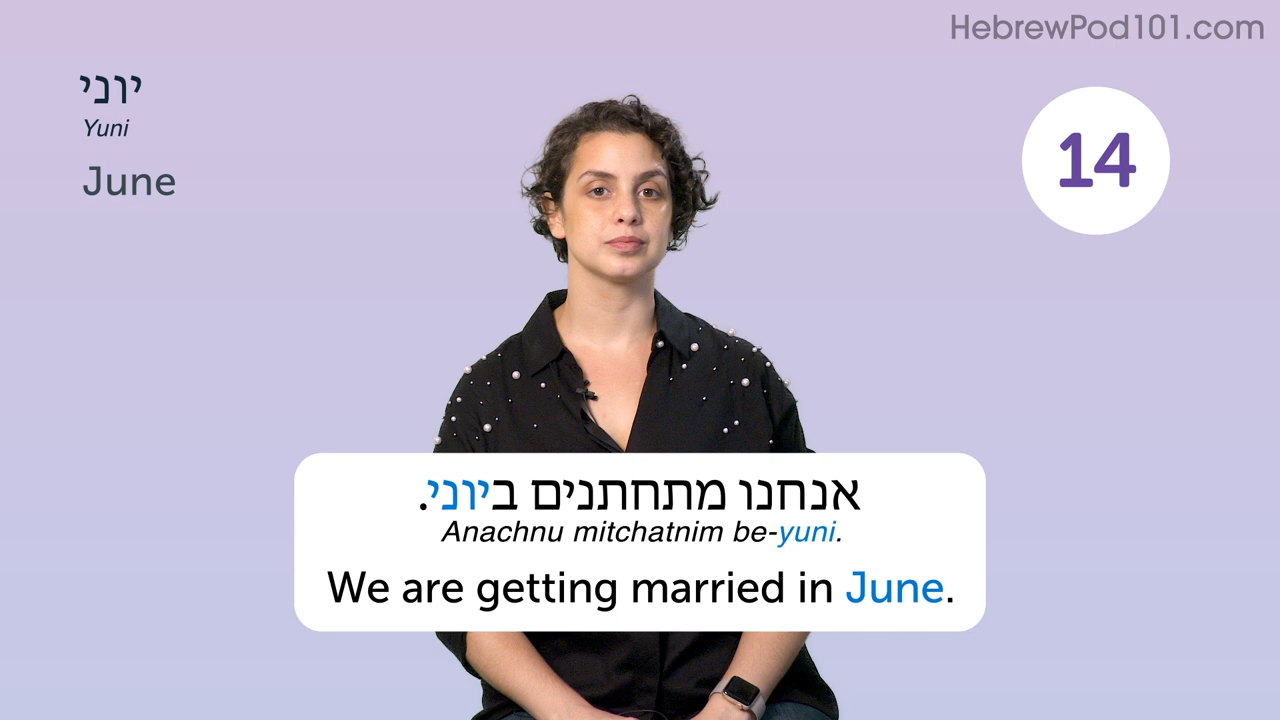 HebrewPod101.com
יוני
Yuni
June
14
אנחנו מתחתנים ביוני.
Anachnu mitchatnim be-yuni.
We are getting married in June.